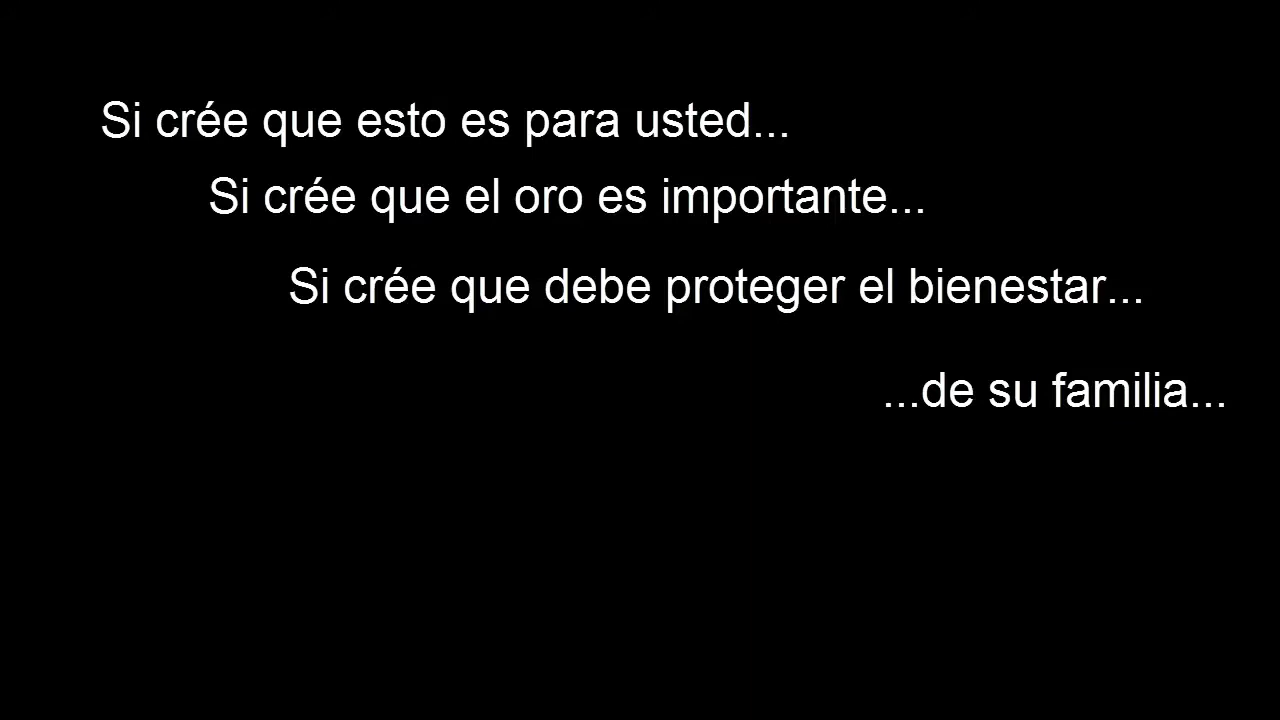 Si crée que esto es para usted...
Si crée que el oro es importante...
Si crée que debe proteger el bienestar...
...de su familia...